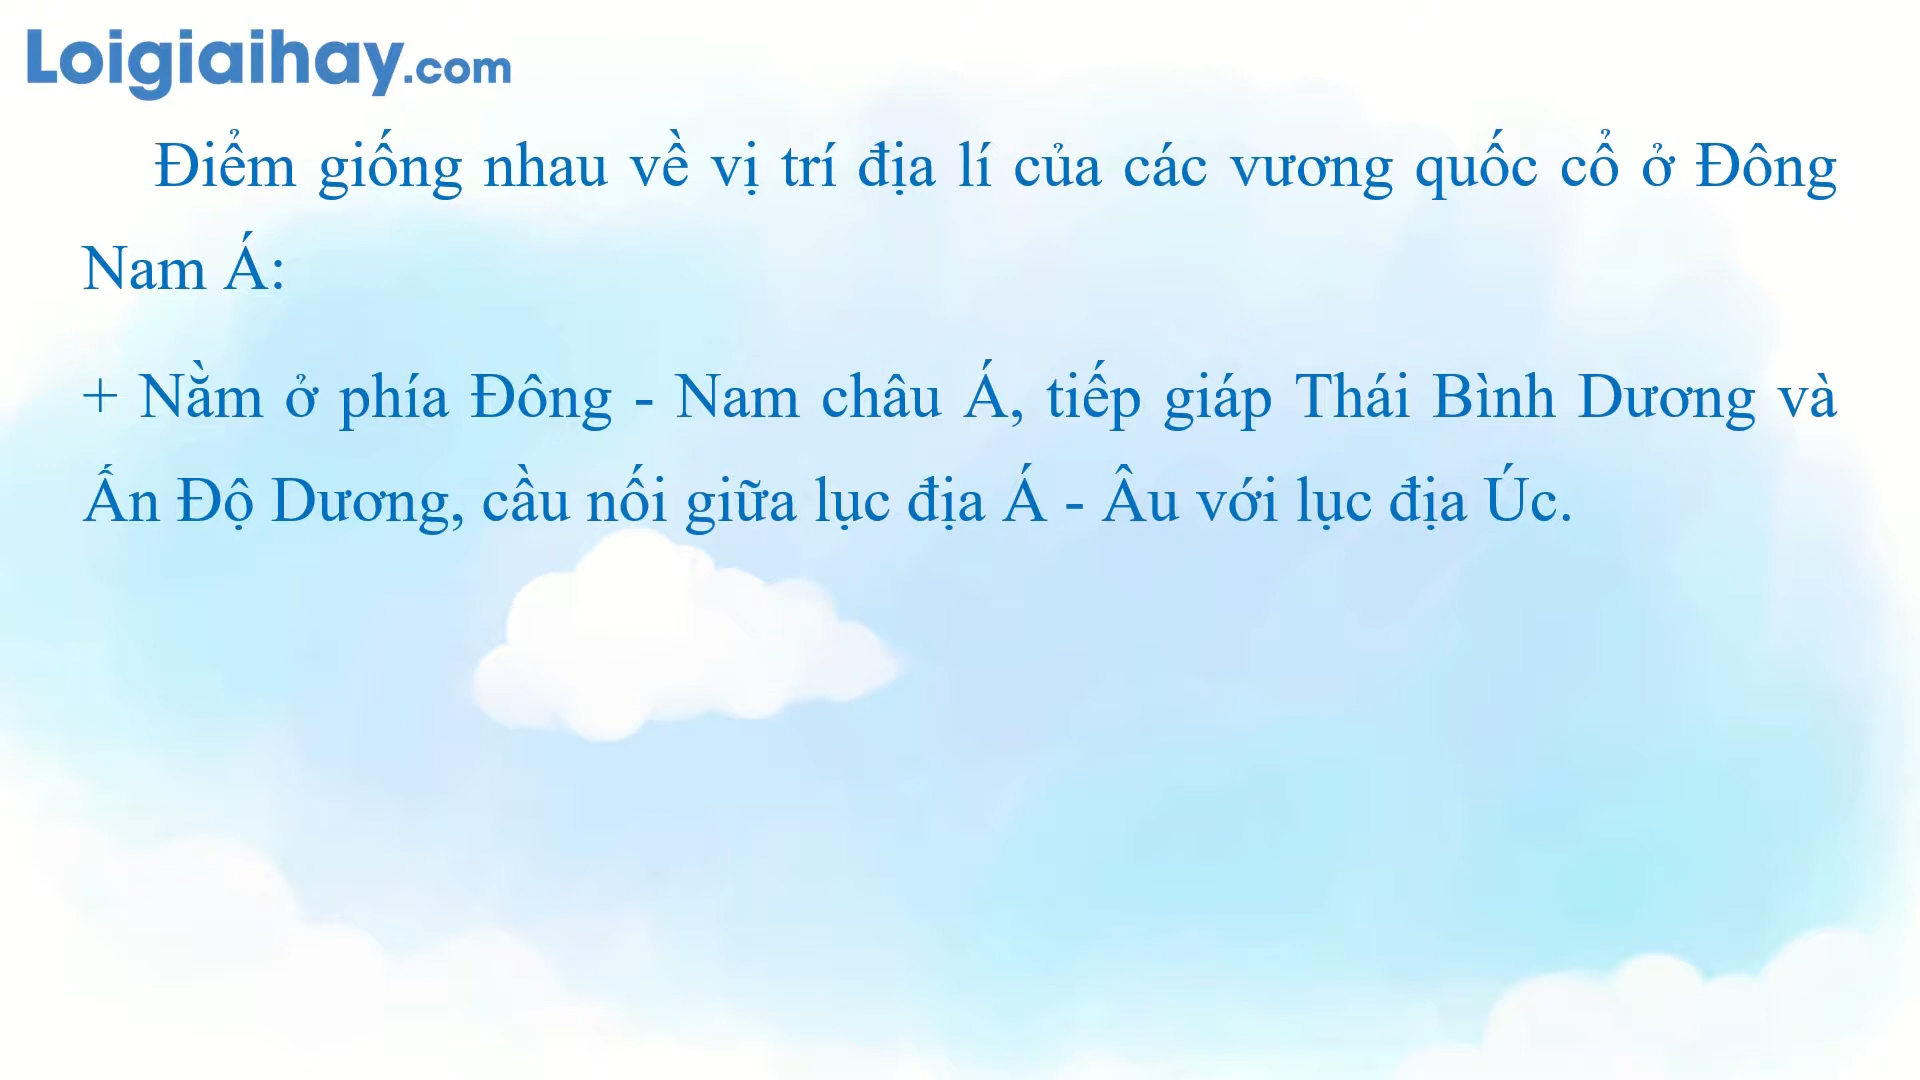 Loigiaihay.com
Điểm giống nhau về vị trí địa lí của các vương quốc cổ ở Đông
Nam Á:
+ Nằm ở phía Đông - Nam châu Á, tiếp giáp Thái Bình Dương và
Ấn Độ Dương, cầu nối giữa lục địa Á - Âu với lục địa Úc.